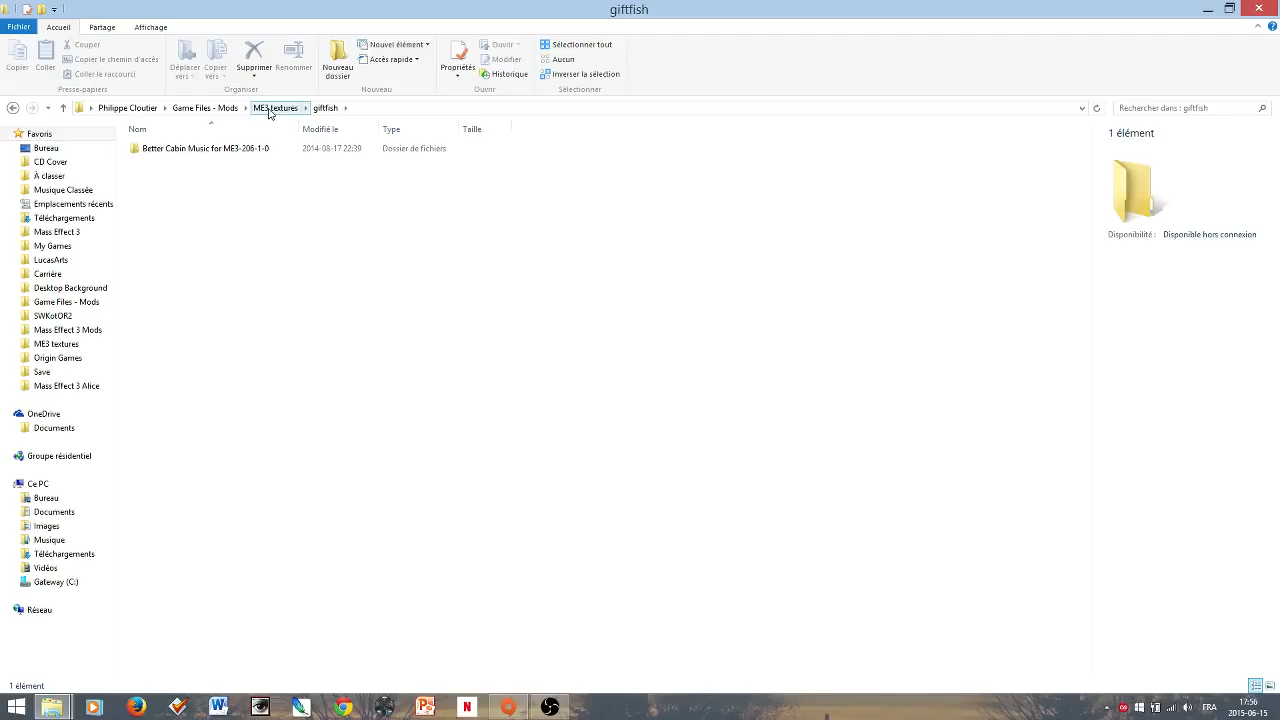 giftfish
Fichier Accueil Partage Affichage
Copier
Coller
Couper
Copier le chemin d'accès
Coller le raccourci
Presse-papiers
Déplacer vers
Copier vers
Supprimer
Renommer
Organiser
Nouveau dossier
Nouvel élément
Accès rapide
Nouveau
Propriétés
Ouvrir
Modifier
Historique
Ouvrir
Sélectionner tout
Aucun
Inverser la sélection
Sélectionner
Philippe Cloutier Game Files - Mods ME3 textures giftfish
Rechercher dans : giftfish
Nom Modifié le Type Taille
Better Cabin Music for ME3-206-1-0 2014-08-17 22:39 Dossier de fichiers
Favoris
Bureau
CD Cover
À classer
Musique Classée
Emplacements récents
Téléchargements
Mass Effect 3
My Games
LucasArts
Carrière
Desktop Background
Game Files - Mods
SWKotOR2
Mass Effect 3 Mods
ME3 textures
Origin Games
Save
Mass Effect 3 Alice
OneDrive
Documents
Groupe résidentiel
Ce PC
Bureau
Documents
Images
Musique
Téléchargements
Vidéos
Gateway (C:)
Réseau
1 élément
Disponibilité : Disponible hors connexion
1 élément
FRA
17:56
2015-06-15